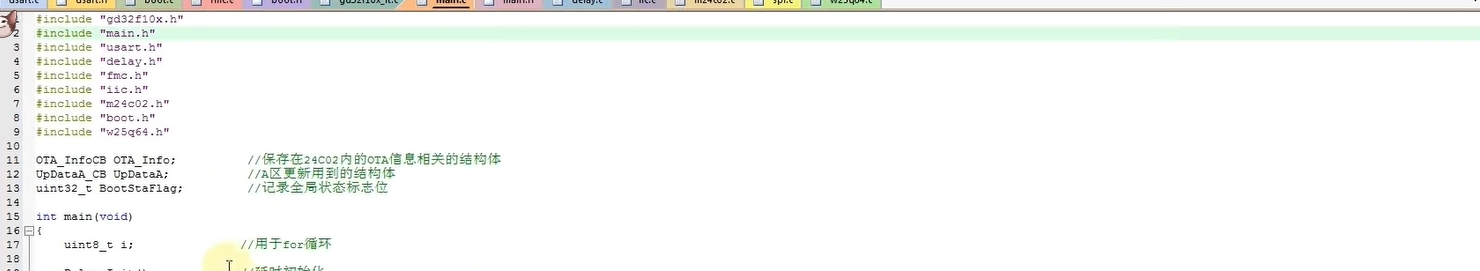 usart.c usart.h boot.c fmc.c boot.h gd32f10x_it.c main.c main.h delay.c iic.c m24c02.c spi.c w25q64.c
1 #include "gd32f10x.h"
2 #include "main.h"
3 #include "usart.h"
4 #include "delay.h"
5 #include "fmc.h"
6 #include "iic.h"
7 #include "m24c02.h"
8 #include "boot.h"
9 #include "w25q64.h"
10
11 OTA_InfoCB OTA_Info; //保存在24C02内的OTA信息相关的结构体
12 UpDataA_CB UpDataA; //A区更新用到的结构体
13 uint32_t BootStaFlag; //记录全局状态标志位
14
15 int main(void)
16 {
17 uint8_t i; //用于for循环
18